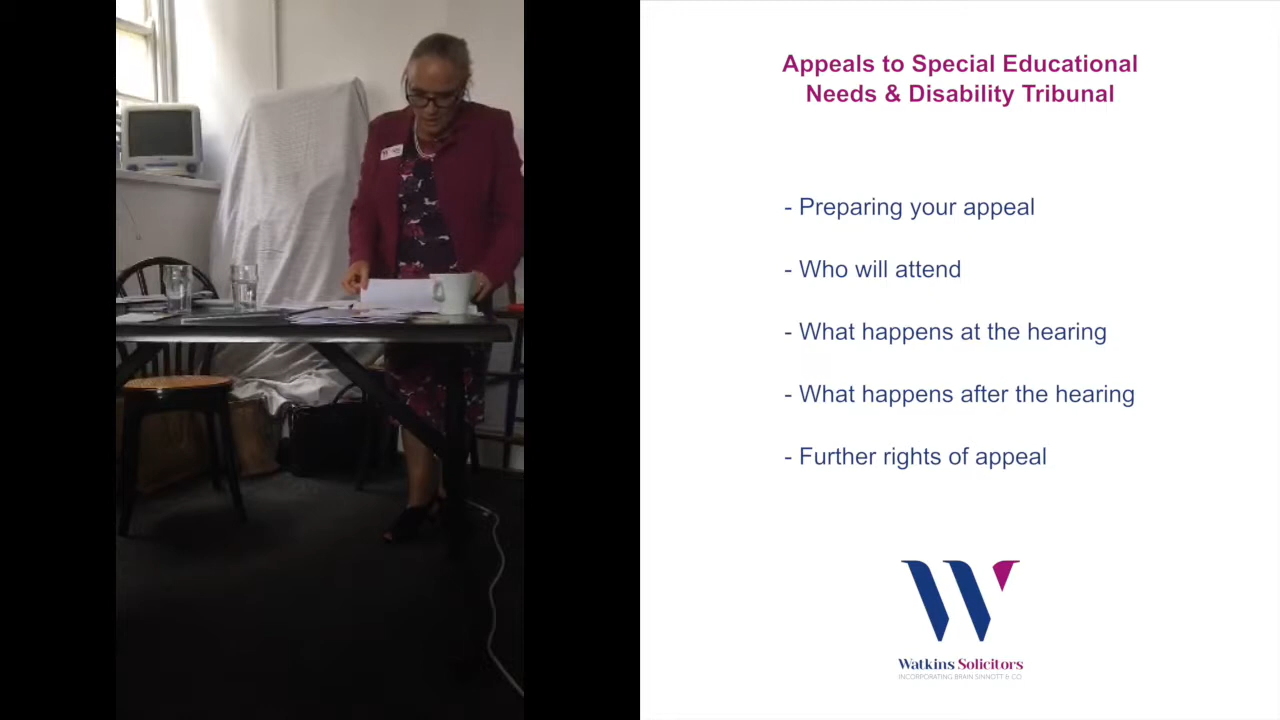 Appeals to Special Educational
Needs & Disability Tribunal
- Preparing your appeal
- Who will attend
- What happens at the hearing
- What happens after the hearing
- Further rights of appeal
Watkins Solicitors
INCORPORATING BRAIN SINNOTT & CO